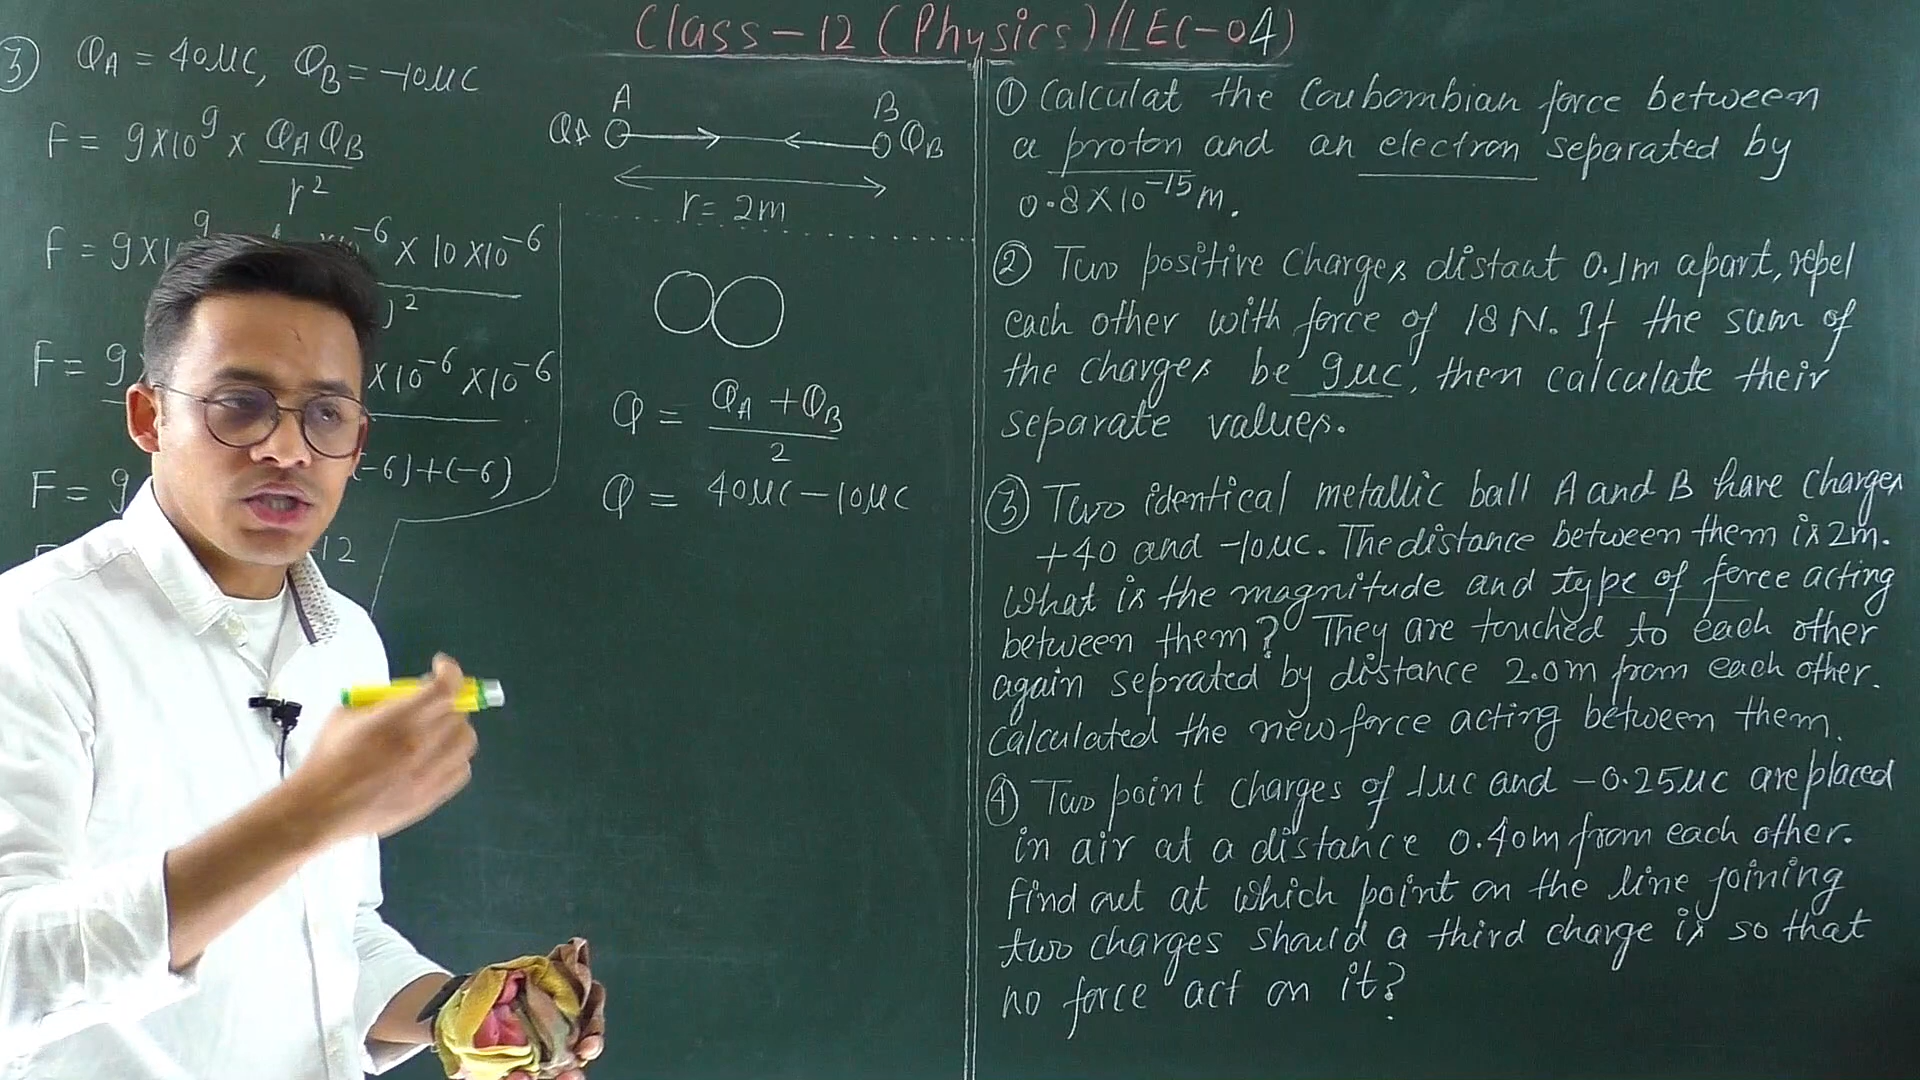 Class-12 (Physics)/LEC-04)
③ QA = 40μC, QB = -10μC
F = 9×10⁹ × QA QB
r²
F = 9×10⁹ ×10⁻⁶ × 10×10⁻⁶
)²
F = 9 ×10⁻⁶ ×10⁻⁶
F = 9 (-6)+(-6)
12
A B
QA QB
r = 2m
Q = QA + QB
2
Q = 40μC - 10μC
① Calculat the Coubombian force between
a proton and an electron separated by
0.8×10⁻¹⁵m.
② Two positive charges distant 0.1m apart, repel
each other with force of 18 N. If the sum of
the charges be 9μc, then calculate their
separate values.
③ Two identical metallic ball A and B have charges
+40 and -10μc. The distance between them is 2m.
What is the magnitude and type of force acting
between them? They are touched to each other
again seprated by distance 2.0m from each other.
Calculated the new force acting between them.
④ Two point charges of 1μc and -0.25μC are placed
in air at a distance 0.40m from each other.
Find out at which point on the line joining
two charges should a third charge is so that
no force act on it?